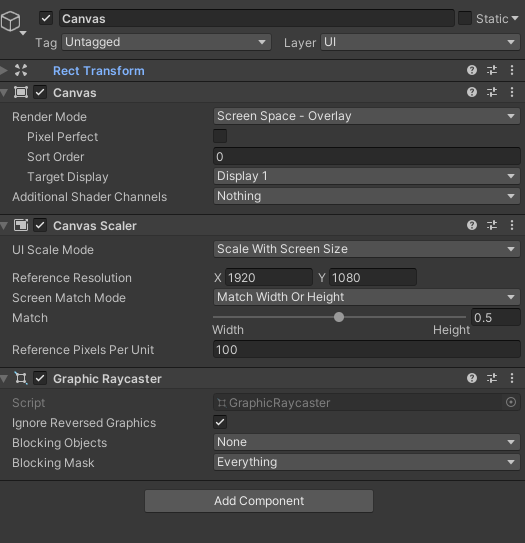 Canvas Static
Tag Untagged Layer UI
Rect Transform
Canvas
Render Mode Screen Space - Overlay
Pixel Perfect
Sort Order 0
Target Display Display 1
Additional Shader Channels Nothing
Canvas Scaler
UI Scale Mode Scale With Screen Size
Reference Resolution X 1920 Y 1080
Screen Match Mode Match Width Or Height
Match 0.5
Width Height
Reference Pixels Per Unit 100
Graphic Raycaster
Script GraphicRaycaster
Ignore Reversed Graphics
Blocking Objects None
Blocking Mask Everything
Add Component